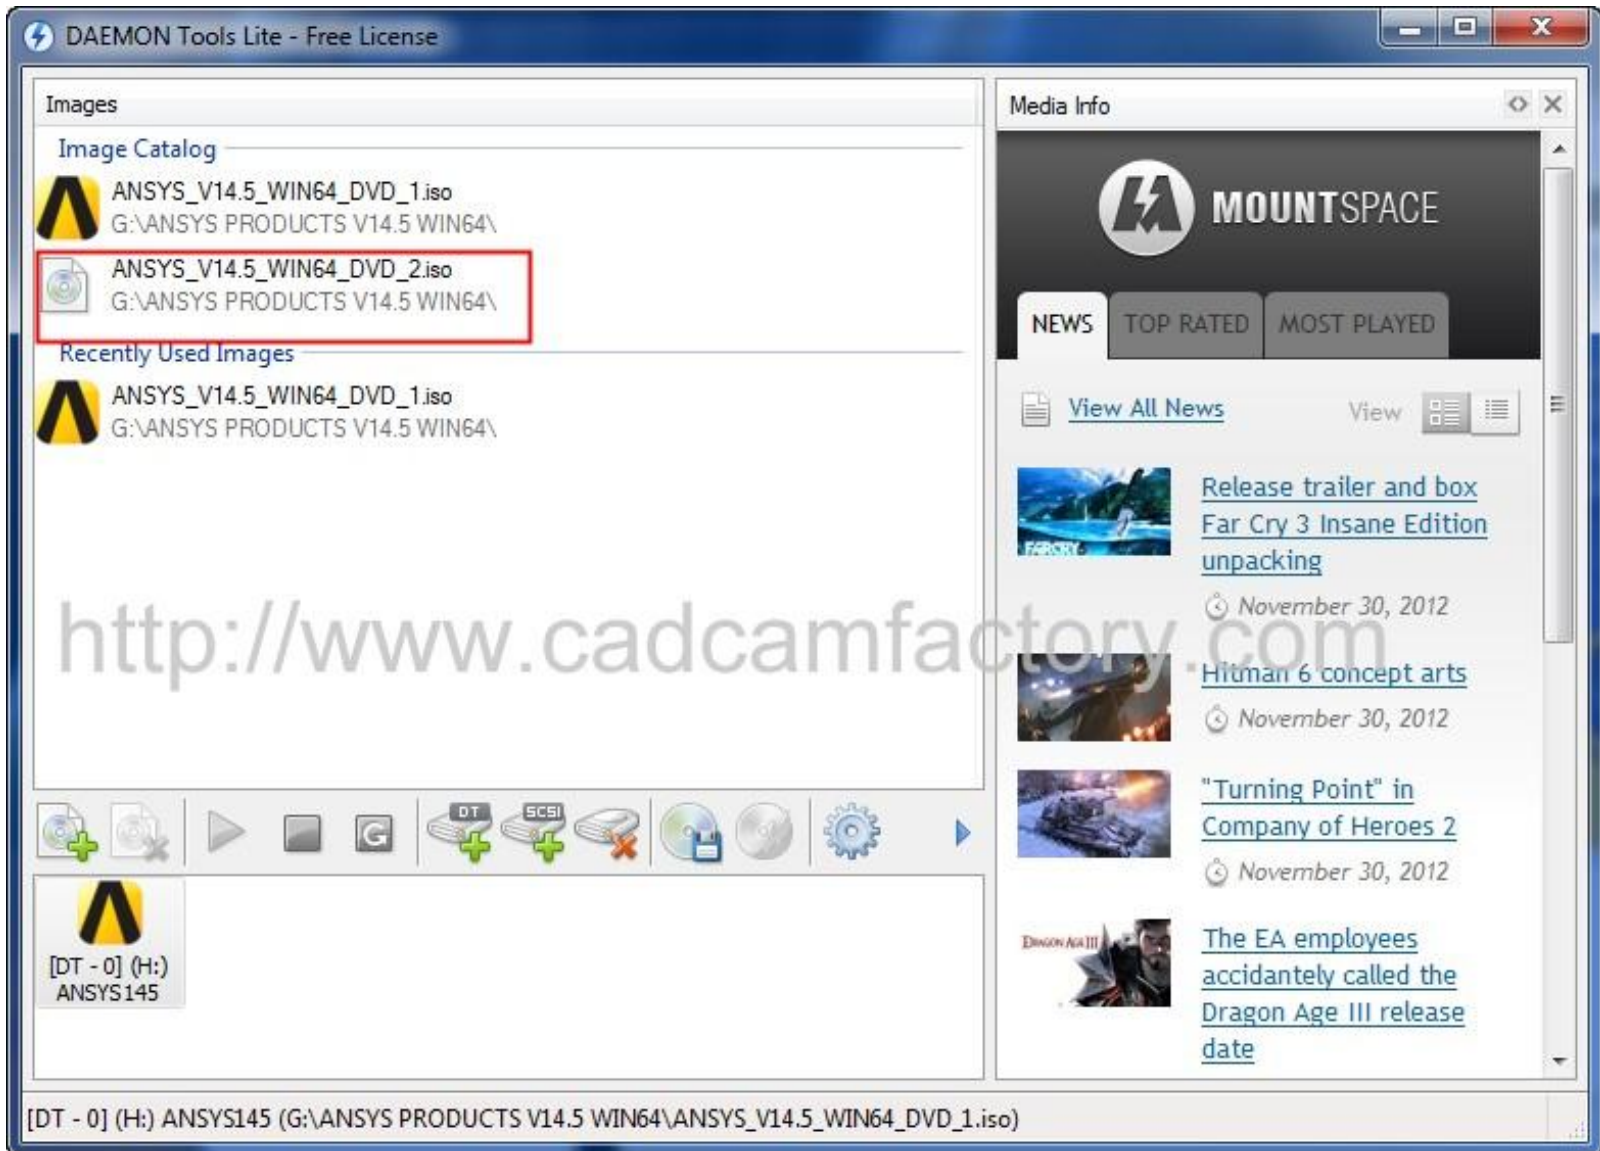 DAEMON Tools Lite - Free License
Images
Image Catalog
ANSYS_V14.5_WIN64_DVD_1.iso
G:\ANSYS PRODUCTS V14.5 WIN64\
ANSYS_V14.5_WIN64_DVD_2.iso
G:\ANSYS PRODUCTS V14.5 WIN64\
Recently Used Images
ANSYS_V14.5_WIN64_DVD_1.iso
G:\ANSYS PRODUCTS V14.5 WIN64\
http://www.cadcamfactory.com
DT
SCSI
G
[DT - 0] (H:)
ANSYS145
Media Info
MOUNTSPACE
NEWS TOP RATED MOST PLAYED
View All News View
FARCRY
Release trailer and box
Far Cry 3 Insane Edition
unpacking
November 30, 2012
Hitman 6 concept arts
November 30, 2012
"Turning Point" in
Company of Heroes 2
November 30, 2012
DRAGON AGE III
The EA employees
accidantely called the
Dragon Age III release
date
[DT - 0] (H:) ANSYS145 (G:\ANSYS PRODUCTS V14.5 WIN64\ANSYS_V14.5_WIN64_DVD_1.iso)